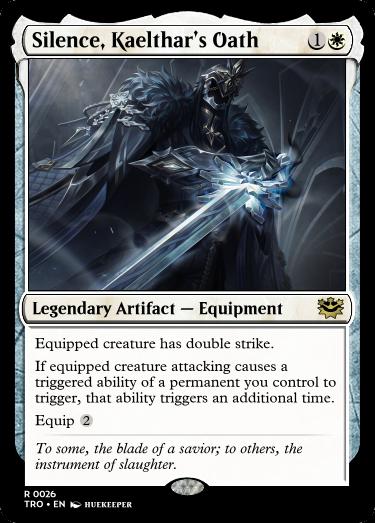 Silence, Kaelthar's Oath 1
Legendary Artifact — Equipment
Equipped creature has double strike.
If equipped creature attacking causes a
triggered ability of a permanent you control to
trigger, that ability triggers an additional time.
Equip 2
To some, the blade of a savior; to others, the
instrument of slaughter.
R 0026
TRO • EN HUEKEEPER